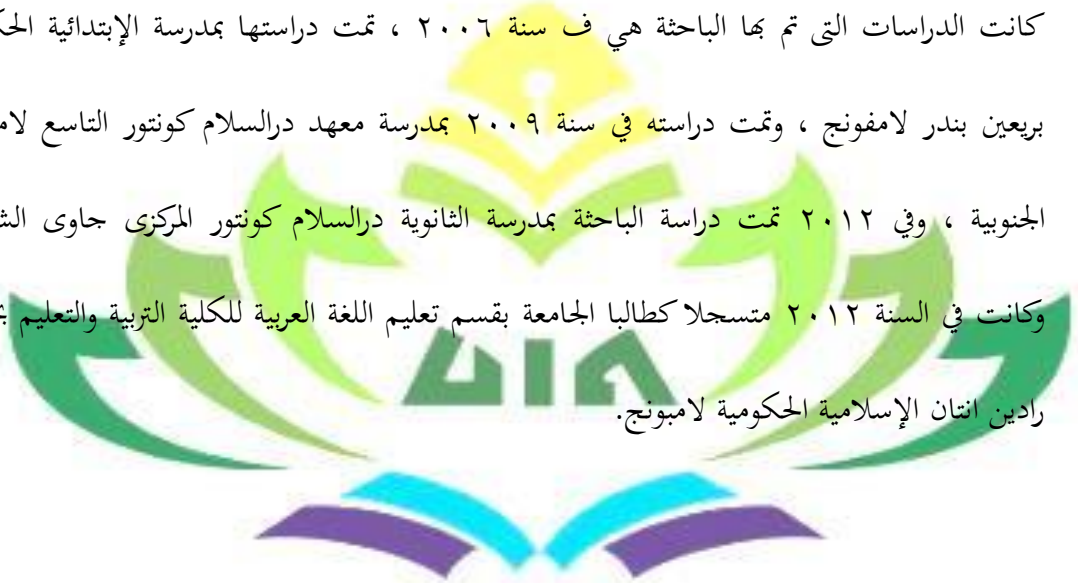 كانت الدراسات التى تم بها الباحثة هي ف سنة ٢٠٠٦ ، تمت دراستها بمدرسة الإبتدائية
بريعين بندر لامفونج ، وتمت دراسته في سنة ٢٠٠٩ بمدرسة معهد درالسلام كونتور التاسع
الجنوبية ، وفي ٢٠١٢ تمت دراسة الباحثة بمدرسة الثانوية درالسلام كونتور المركزى جاوى
وكانت في السنة ٢٠١٢ متسجلا كطالبا الجامعة بقسم تعليم اللغة العربية للكلية التربية والتعليم
رادين انتان الإسلامية الحكومية لامبونج.